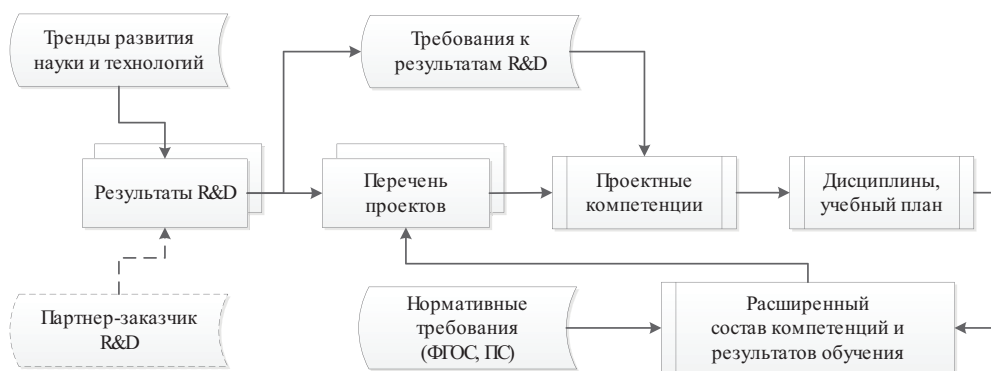 Тренды развития
науки и технологий
Требования к
результатам R&D
Результаты R&D
Перечень
проектов
Проектные
компетенции
Дисциплины,
учебный план
Партнер-заказчик
R&D
Нормативные
требования
(ФГОС, ПС)
Расширенный
состав компетенций и
результатов обучения